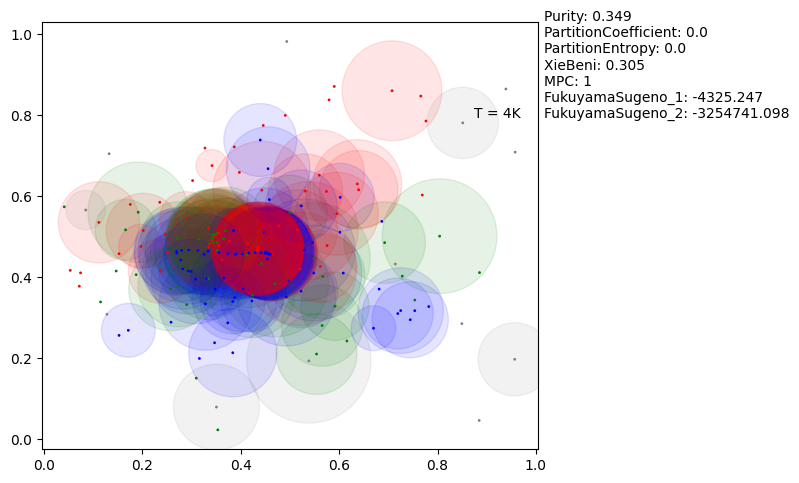 Purity: 0.349
PartitionCoefficient: 0.0
PartitionEntropy: 0.0
XieBeni: 0.305
MPC: 1
FukuyamaSugeno_1: -4325.247
FukuyamaSugeno_2: -3254741.098
T = 4K
1.0
0.8
0.6
0.4
0.2
0.0
0.0 0.2 0.4 0.6 0.8 1.0